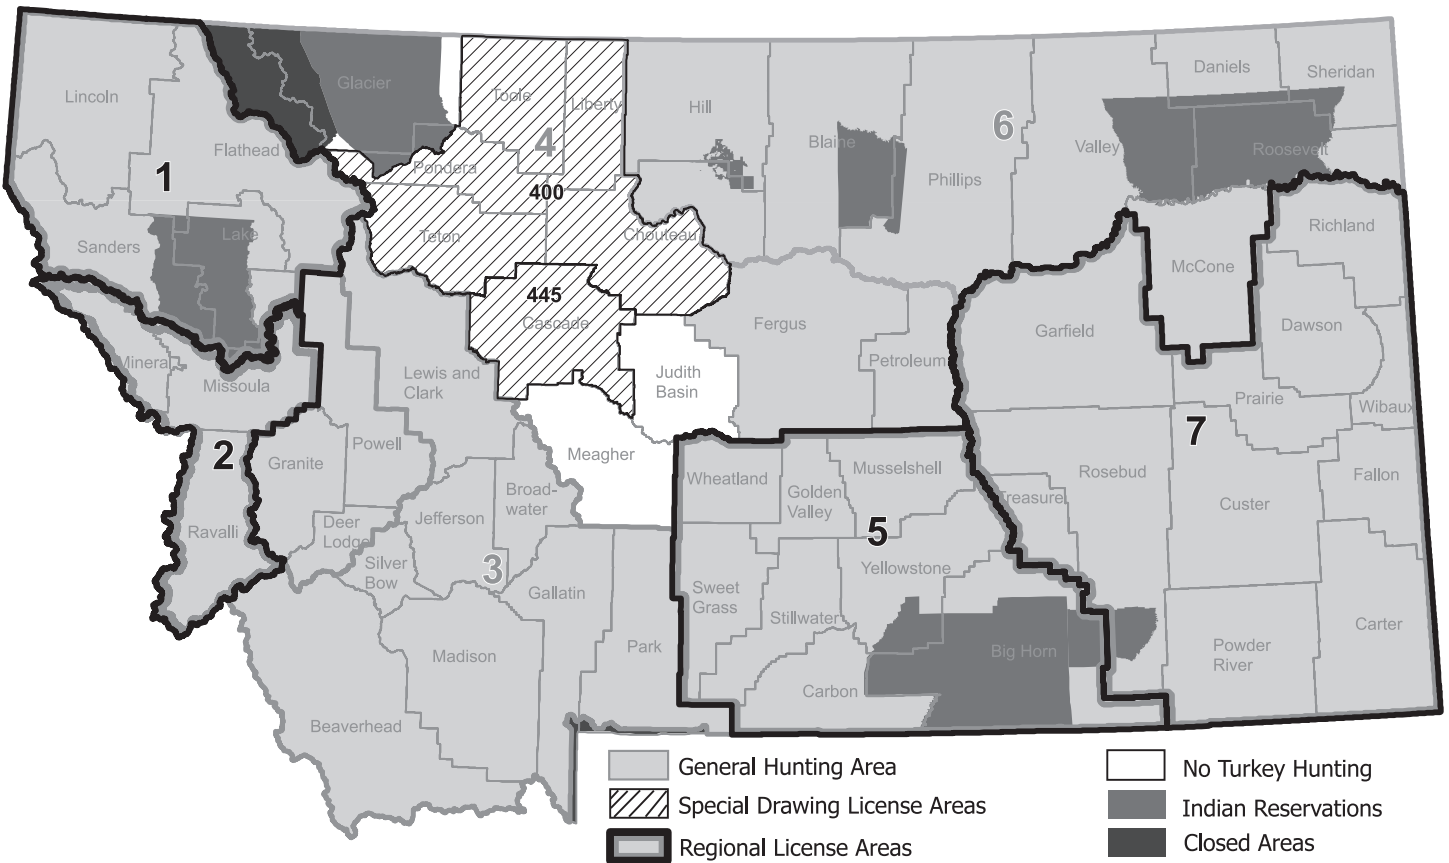 Daniels
Sheridan
Glacier
Lincoln
Toole
Liberty
Hill
6
4
Blaine
Valley
Roosevelt
Flathead
Pondera
1
Phillips
400
Richland
Lake
Teton
Chouteau
Sanders
McCone
445
Cascade
Fergus
Garfield
Dawson
Mineral
Petroleum
Missoula
Lewis and
Clark
Judith
Basin
Prairie
Wibaux
2
Powell
7
Granite
Meagher
Wheatland
Musselshell
Rosebud
Fallon
Broad-
water
Golden
Valley
Treasure
Custer
Jefferson
Deer
Lodge
Ravalli
5
3
Silver
Bow
Yellowstone
Gallatin
Sweet
Grass
Stillwater
Carter
Park
Madison
Big Horn
Powder
River
Carbon
Beaverhead
General Hunting Area
Special Drawing License Areas
Regional License Areas
No Turkey Hunting
Indian Reservations
Closed Areas